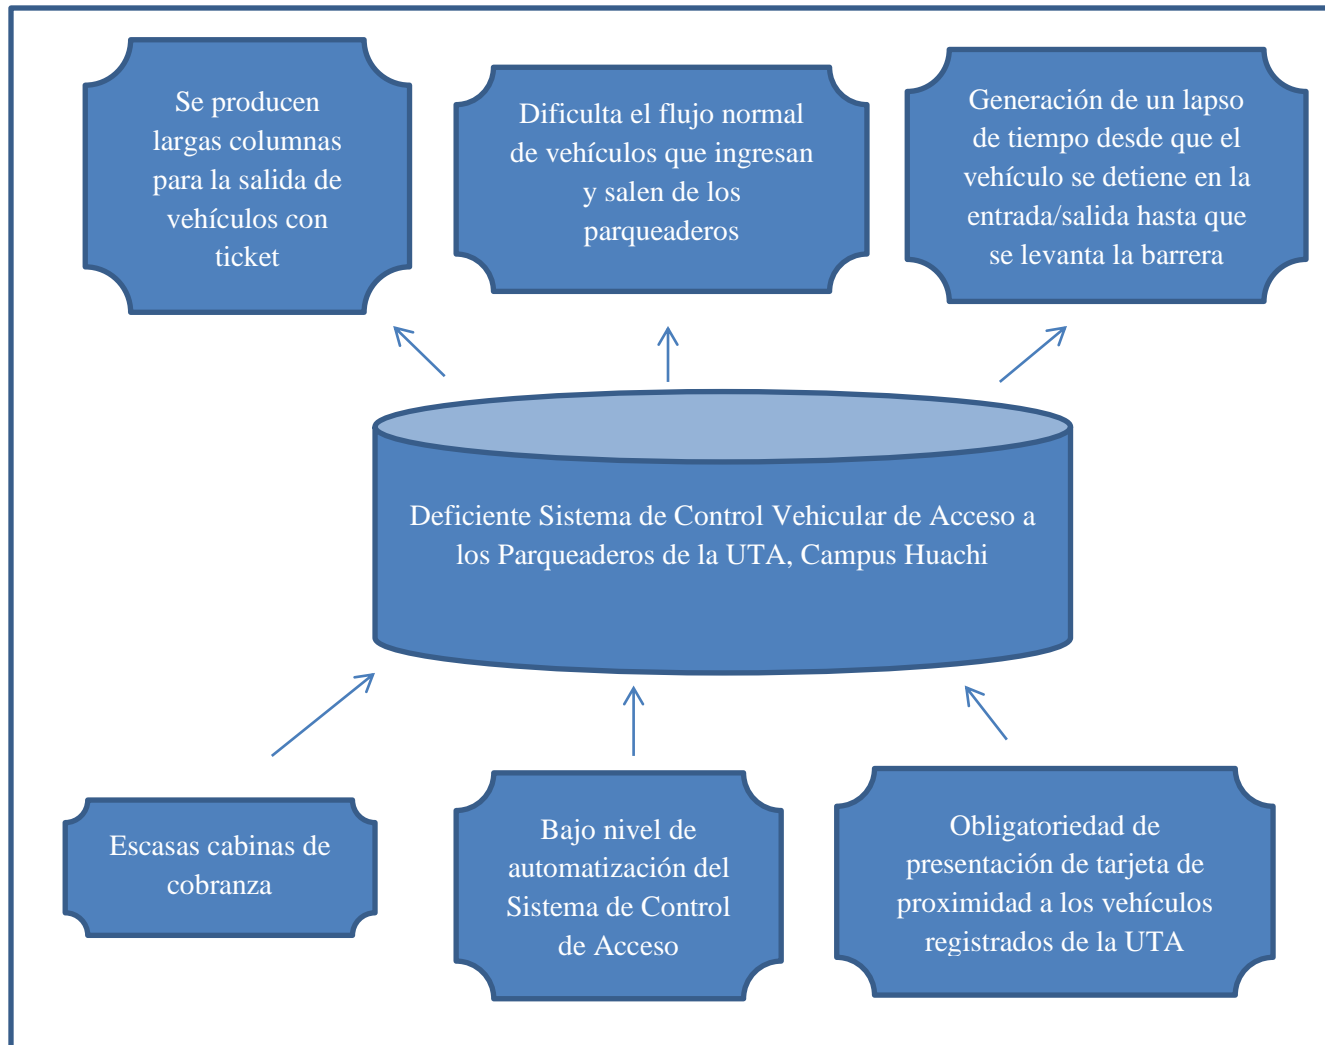 Se producen
largas columnas
para la salida de
vehículos con
ticket
Dificulta el flujo normal
de vehículos que ingresan
y salen de los
parqueaderos
Generación de un lapso
de tiempo desde que el
vehículo se detiene en la
entrada/salida hasta que
se levanta la barrera
Deficiente Sistema de Control Vehicular de Acceso a
los Parqueaderos de la UTA, Campus Huachi
Escasas cabinas de
cobranza
Bajo nivel de
automatización del
Sistema de Control
de Acceso
Obligatoriedad de
presentación de tarjeta de
proximidad a los vehículos
registrados de la UTA